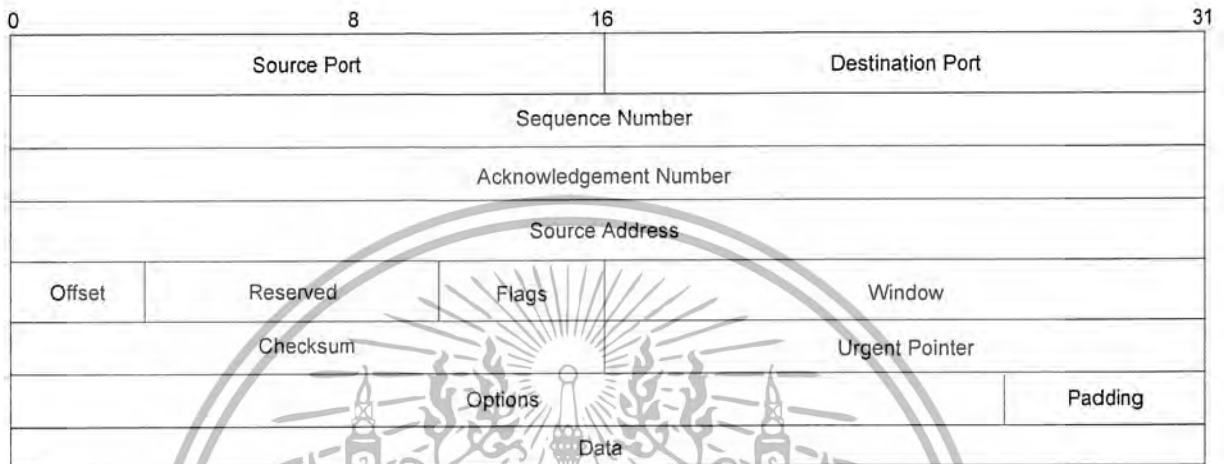 0 8 16 31
Source Port Destination Port
Sequence Number
Acknowledgement Number
Source Address
Offset Reserved Flags Window
Checksum Urgent Pointer
Options Padding
Data